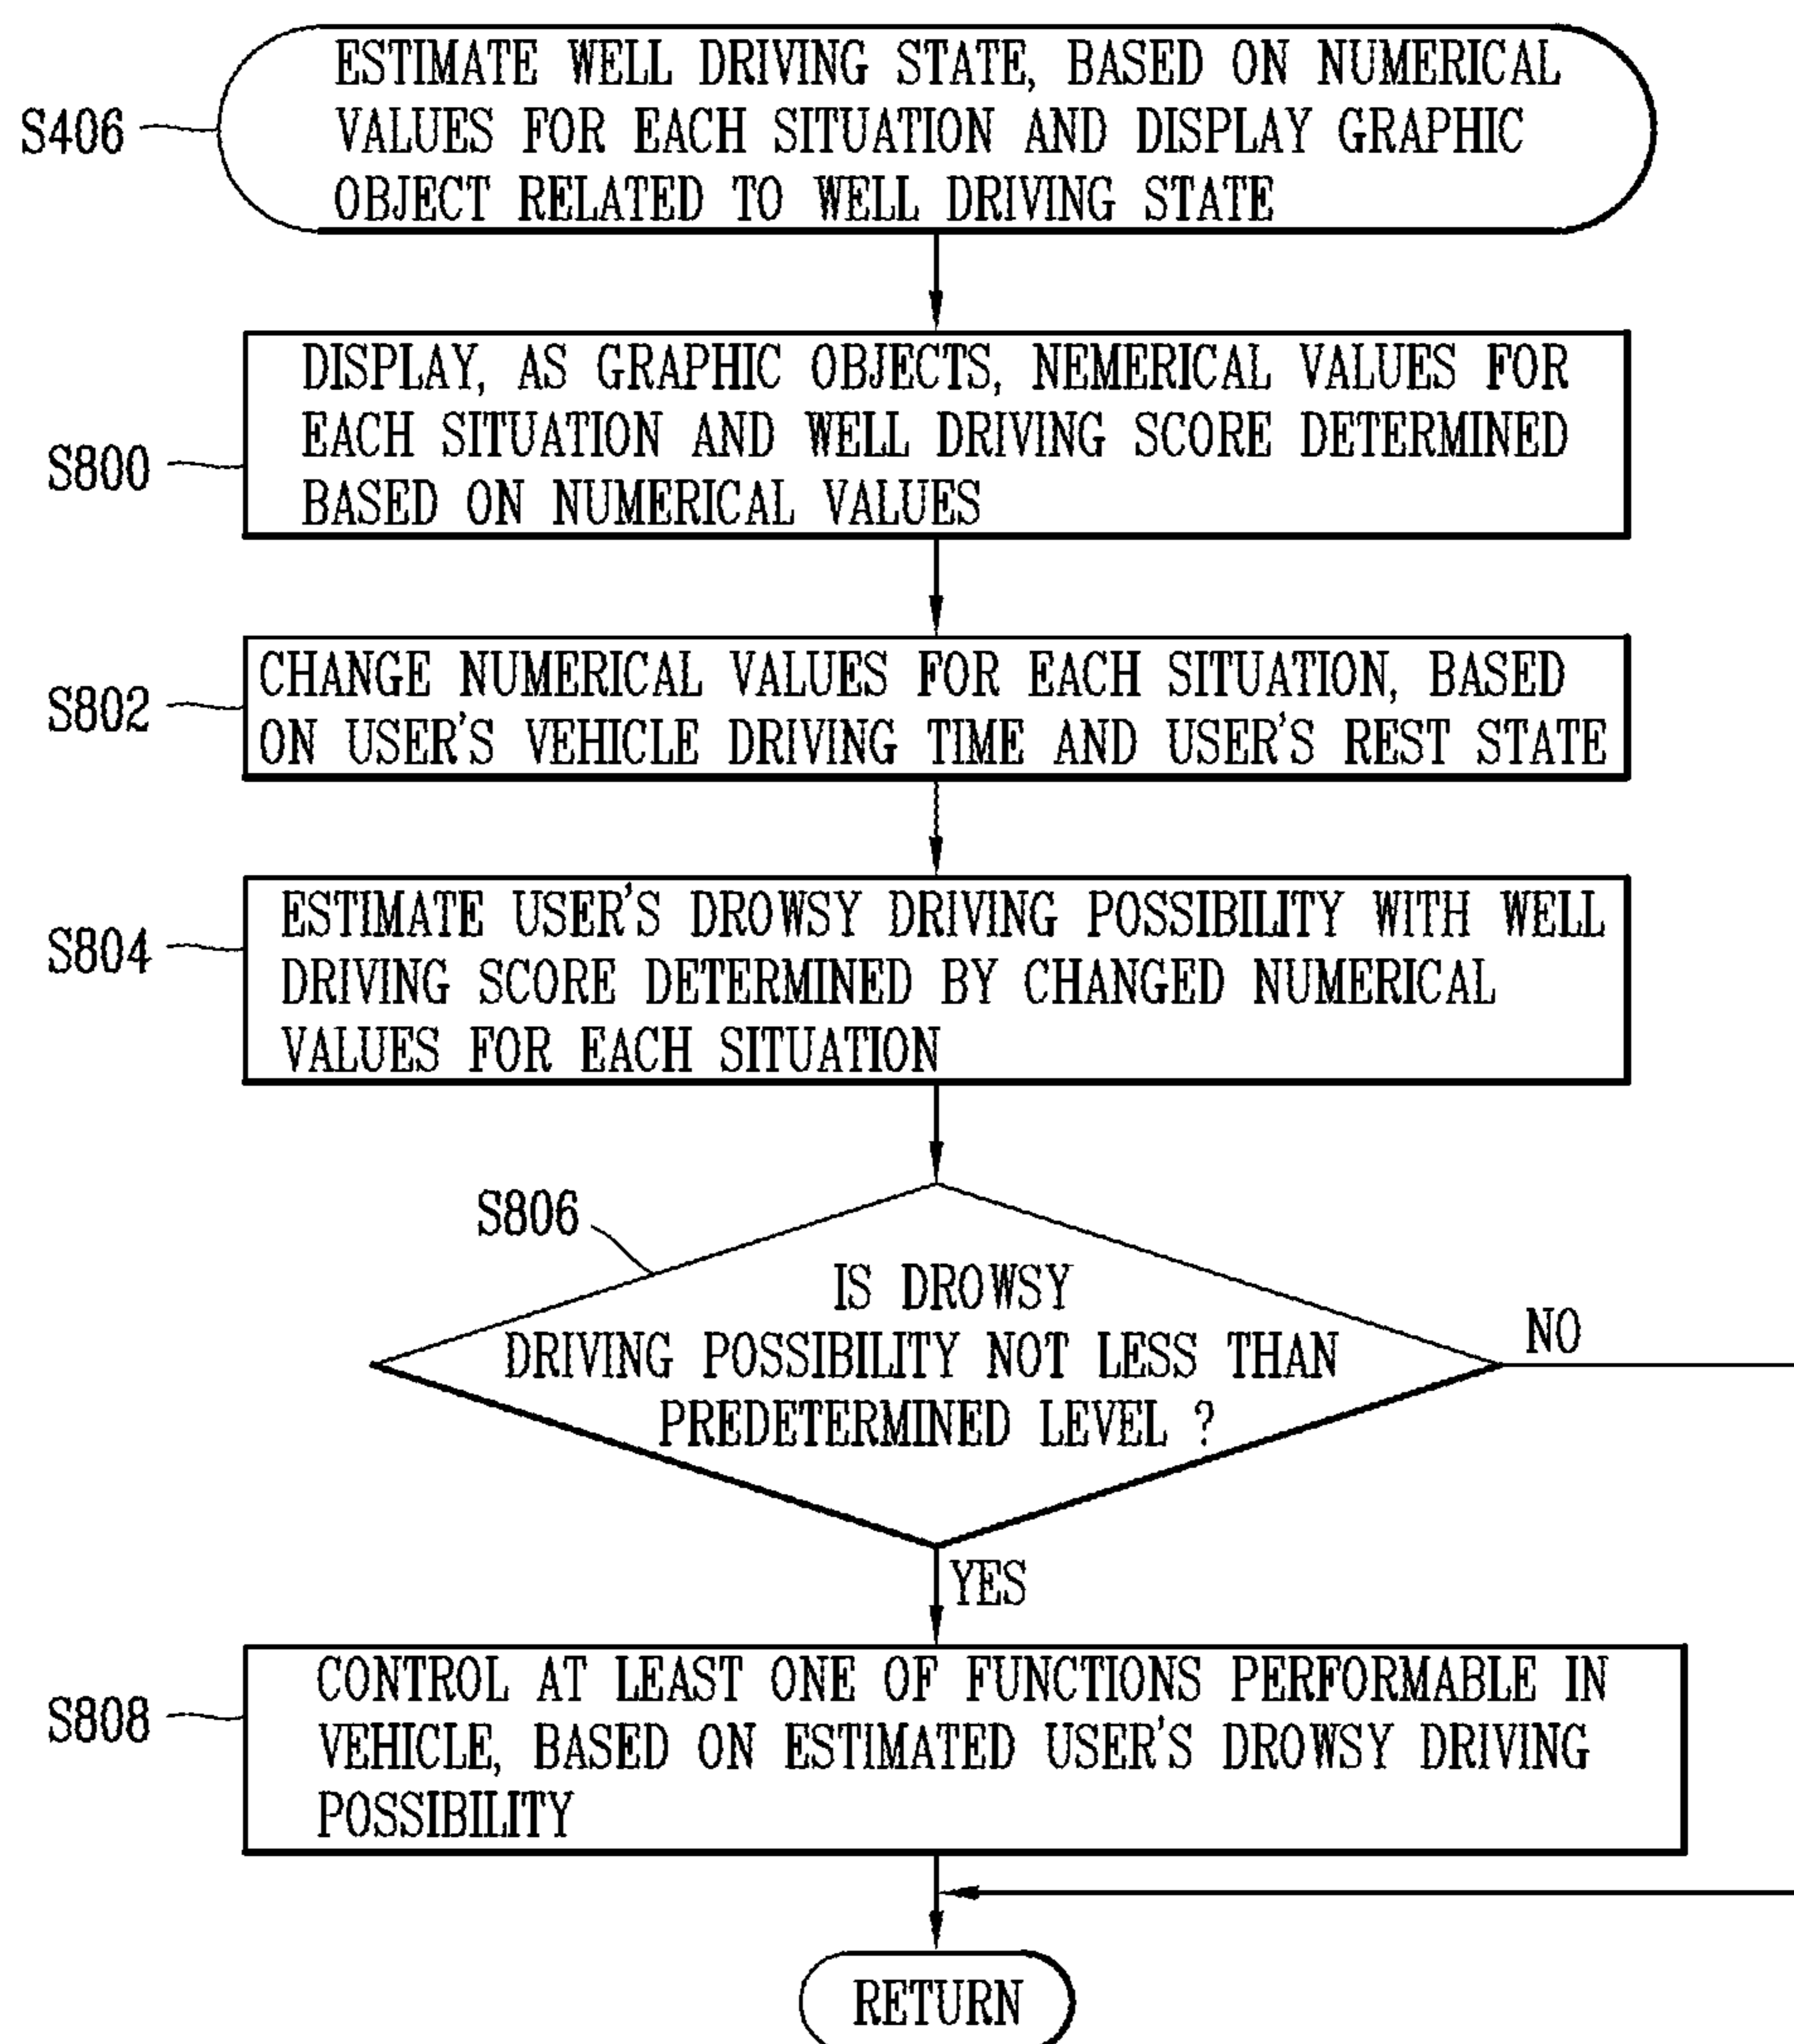 S406
ESTIMATE WELL DRIVING STATE, BASED ON NUMERICAL
VALUES FOR EACH SITUATION AND DISPLAY GRAPHIC
OBJECT RELATED TO WELL DRIVING STATE
S800
DISPLAY, AS GRAPHIC OBJECTS, NEMERICAL VALUES FOR
EACH SITUATION AND WELL DRIVING SCORE DETERMINED
BASED ON NUMERICAL VALUES
S802
CHANGE NUMERICAL VALUES FOR EACH SITUATION, BASED
ON USER'S VEHICLE DRIVING TIME AND USER'S REST STATE
S804
ESTIMATE USER'S DROWSY DRIVING POSSIBILITY WITH WELL
DRIVING SCORE DETERMINED BY CHANGED NUMERICAL
VALUES FOR EACH SITUATION
S806
IS DROWSY
DRIVING POSSIBILITY NOT LESS THAN
PREDETERMINED LEVEL ?
NO
YES
S808
CONTROL AT LEAST ONE OF FUNCTIONS PERFORMABLE IN
VEHICLE, BASED ON ESTIMATED USER'S DROWSY DRIVING
POSSIBILITY
RETURN